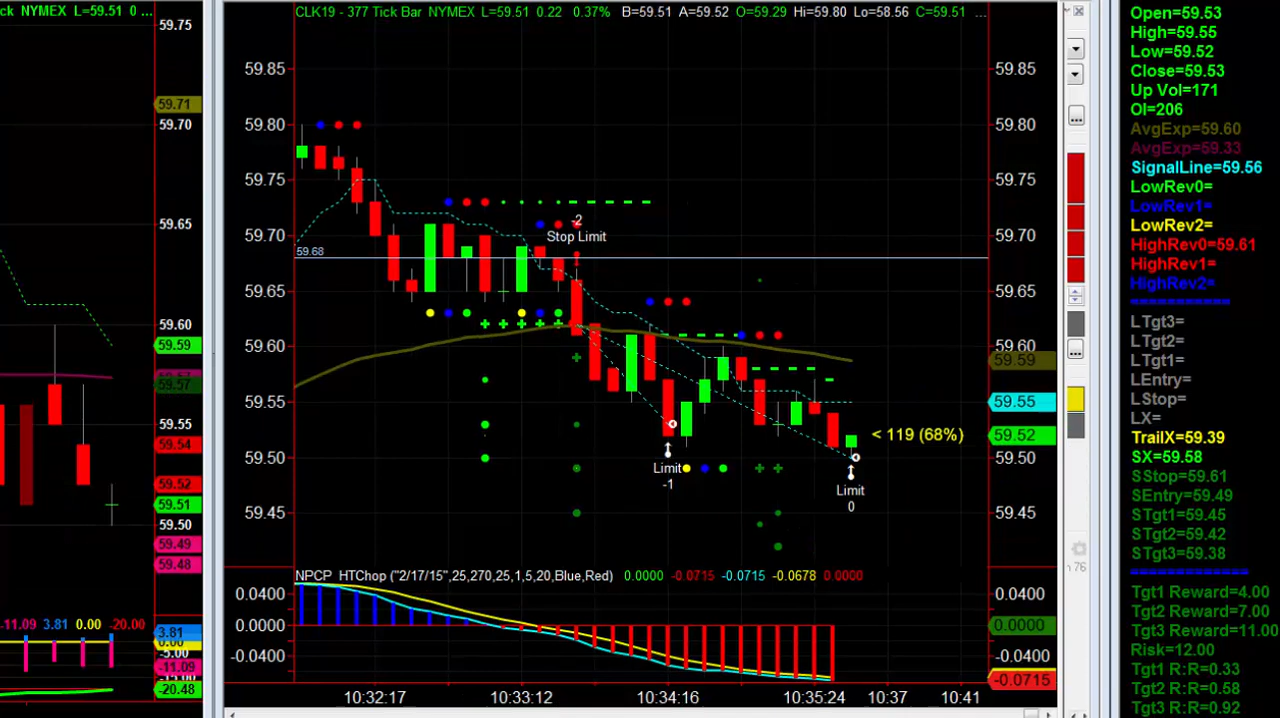 ck NYMEX L=59.51 0 ...
59.75
59.71
59.70
59.65
59.60
59.59
59.57
59.55
59.54
59.52
59.51
59.50
59.49
59.48
-11.09 3.81 0.00 -20.00
3.81
0.00
-5.00
-11.09
-20.48
CLK19 - 377 Tick Bar NYMEX L=59.51 0.22 0.37% B=59.51 A=59.52 O=59.29 Hi=59.80 Lo=58.56 C=59.51 ...
59.85 59.85
59.80 59.80
59.75 59.75
59.70 59.70
59.65 59.65
59.60 59.60
59.55
59.50 59.50
59.45 59.45
59.68
-2
Stop Limit
59.59
59.55
59.52
< 119 (68%)
Limit
-1
Limit
0
NPCP HTChop ("2/17/15",25,270,25,1,5,20,Blue,Red) 0.0000 -0.0715 -0.0715 -0.0678 0.0000
0.0400 0.0400
0.0000 0.0000
-0.0400 -0.0400
-0.0715
10:32:17 10:33:12 10:34:16 10:35:24 10:37 10:41
Open=59.53
High=59.55
Low=59.52
Close=59.53
Up Vol=171
OI=206
AvgExp=59.60
AvgExp=59.33
SignalLine=59.56
LowRev0=
LowRev1=
LowRev2=
HighRev0=59.61
HighRev1=
HighRev2=
===========
LTgt3=
LTgt2=
LTgt1=
LEntry=
LStop=
LX=
TrailX=59.39
SX=59.58
SStop=59.61
SEntry=59.49
STgt1=59.45
STgt2=59.42
STgt3=59.38
=============
Tgt1 Reward=4.00
Tgt2 Reward=7.00
Tgt3 Reward=11.00
Risk=12.00
Tgt1 R:R=0.33
Tgt2 R:R=0.58
Tgt3 R:R=0.92